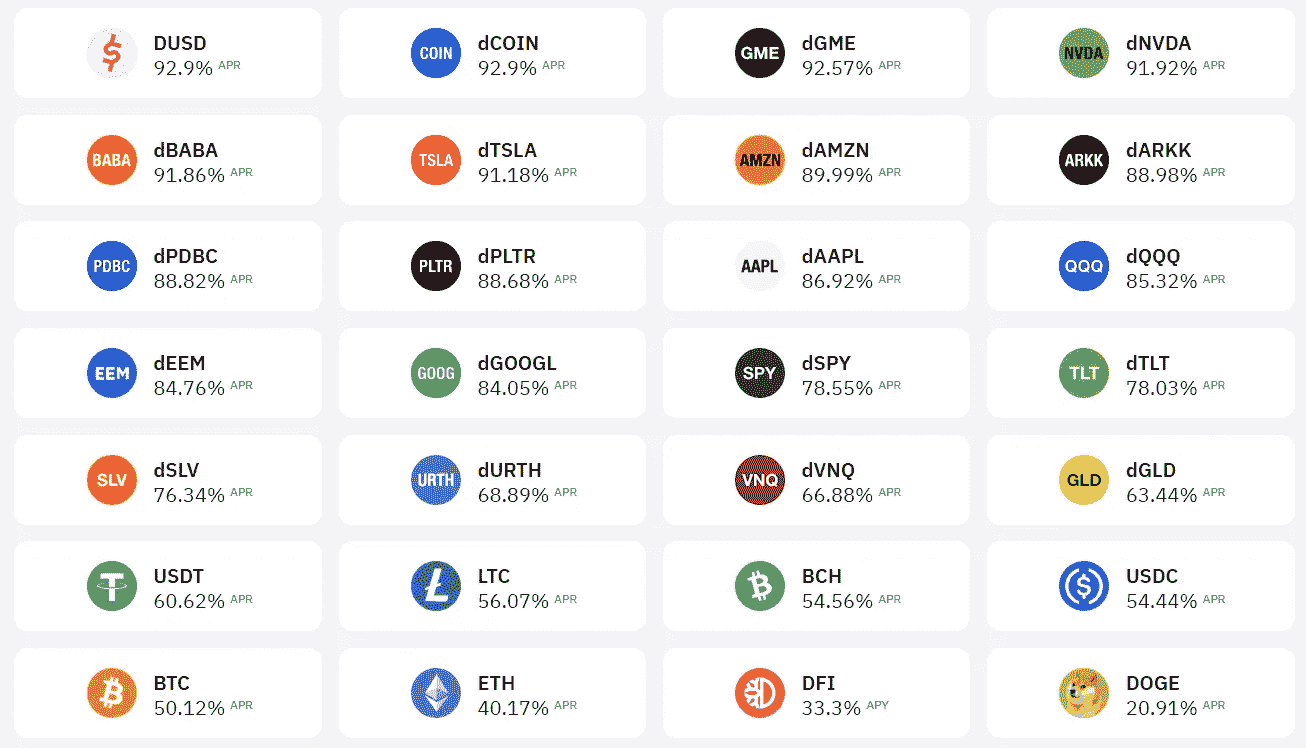 DUSD
92.9% APR
COIN
dCOIN
92.9% APR
GME
dGME
92.57% APR
NVDA
dNVDA
91.92% APR
BABA
dBABA
91.86% APR
TSLA
dTSLA
91.18% APR
AMZN
dAMZN
89.99% APR
ARKK
dARKK
88.98% APR
PDBC
dPDBC
88.82% APR
PLTR
dPLTR
88.68% APR
AAPL
dAAPL
86.92% APR
QQQ
dQQQ
85.32% APR
EEM
dEEM
84.76% APR
GOOG
dGOOGL
84.05% APR
SPY
dSPY
78.55% APR
TLT
dTLT
78.03% APR
SLV
dSLV
76.34% APR
URTH
dURTH
68.89% APR
VNQ
dVNQ
66.88% APR
GLD
dGLD
63.44% APR
USDT
60.62% APR
LTC
56.07% APR
BCH
54.56% APR
USDC
54.44% APR
BTC
50.12% APR
ETH
40.17% APR
DFI
33.3% APY
DOGE
20.91% APR